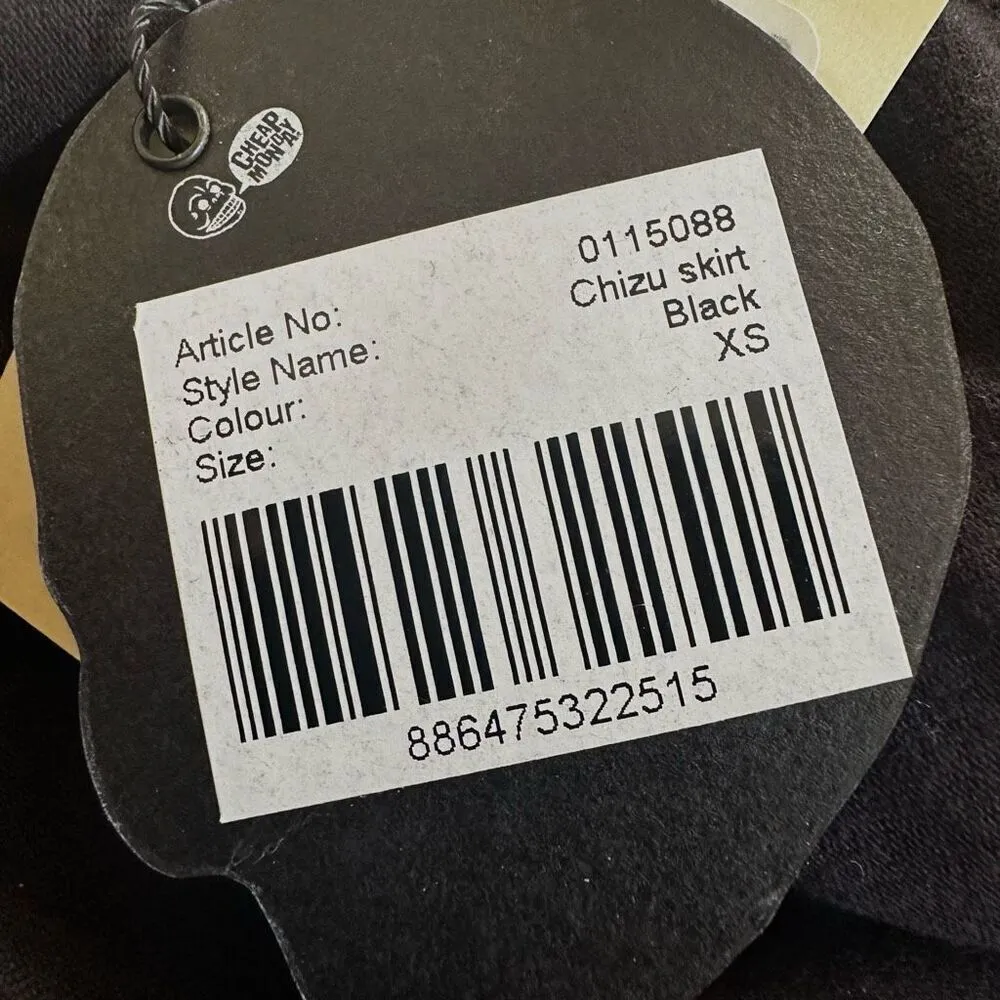 CHEAP
MONDAY!
Article No: 0115088
Style Name: Chizu skirt
Colour: Black
Size: XS
886475322515